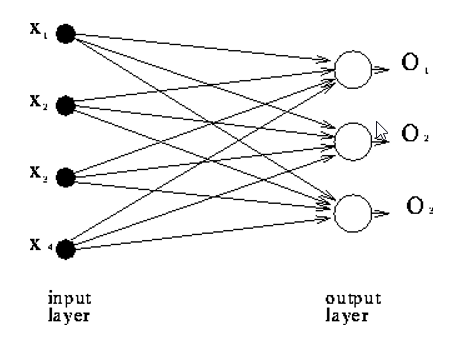 x₁
O₁
x₂
O₂
x₂
O₂
x₄
input output
layer layer